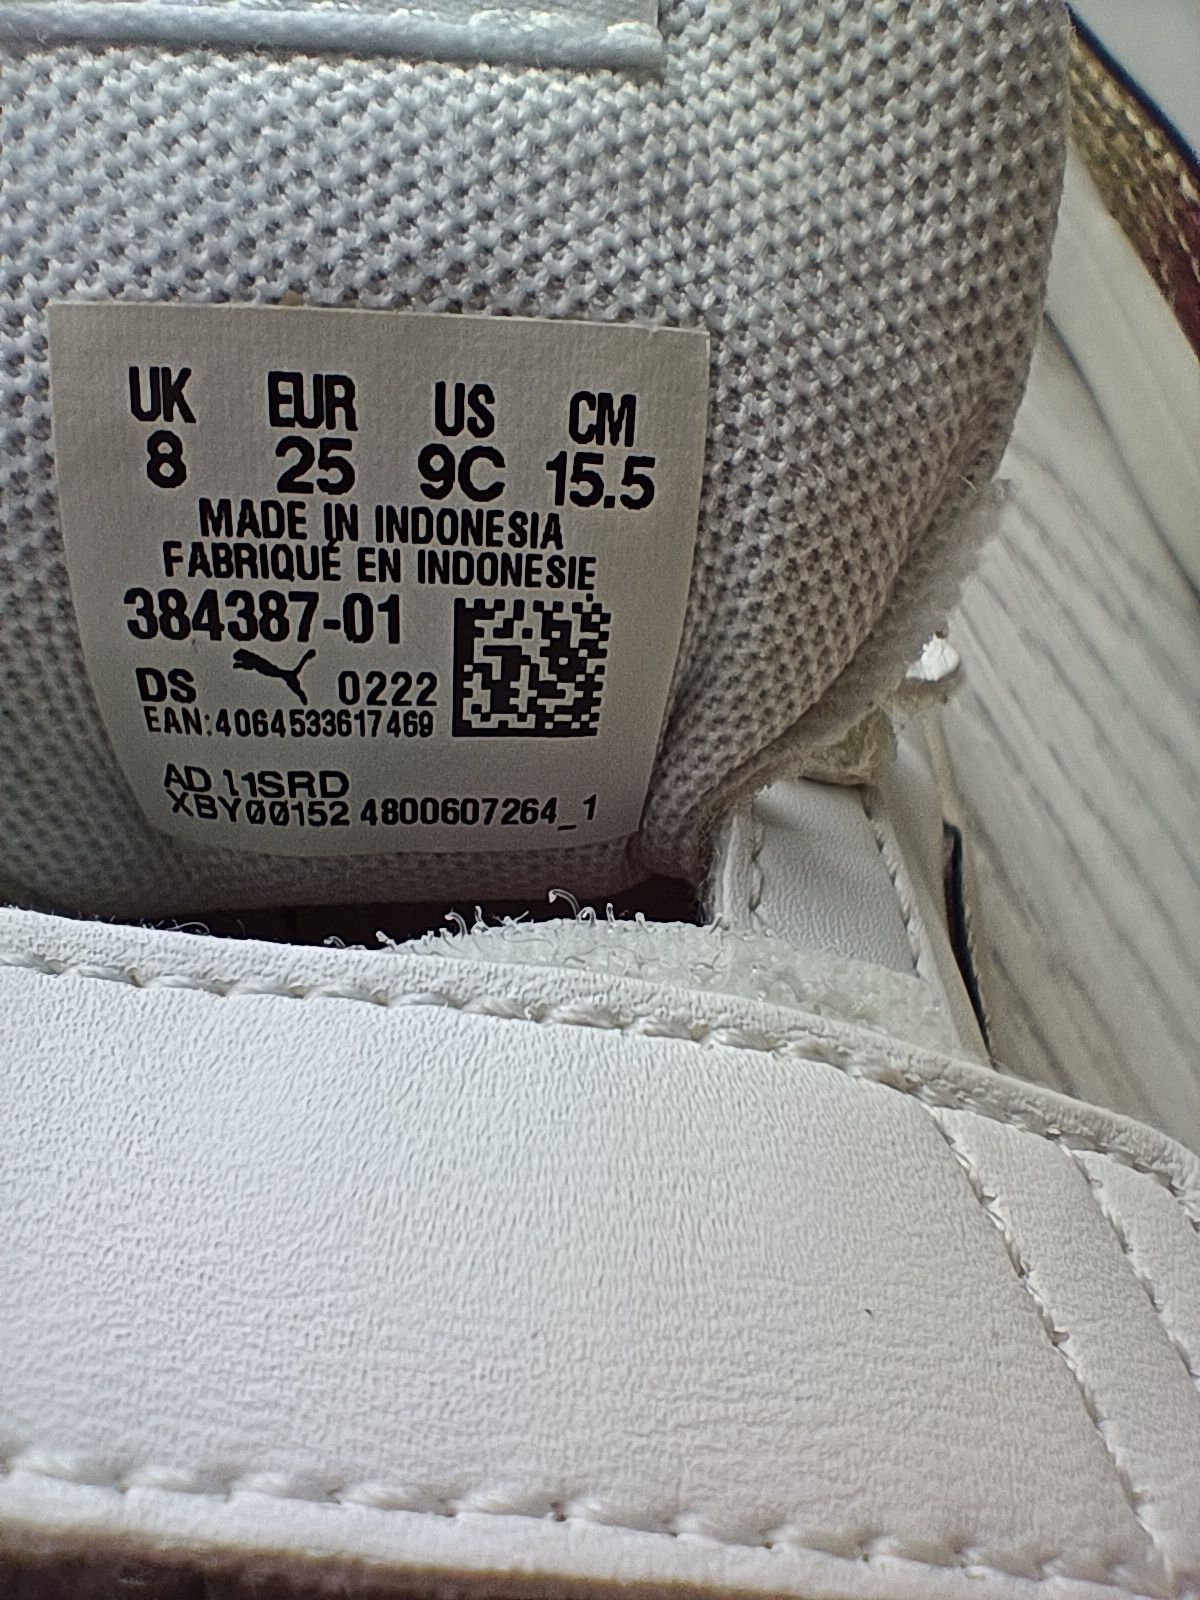 UK EUR US CM
8 25 9C 15.5
MADE IN INDONESIA
FABRIQUÉ EN INDONESIE
384387-01
DS 0222
EAN:4064533617469
AD 11SRD
XBY00152 4800607264_1